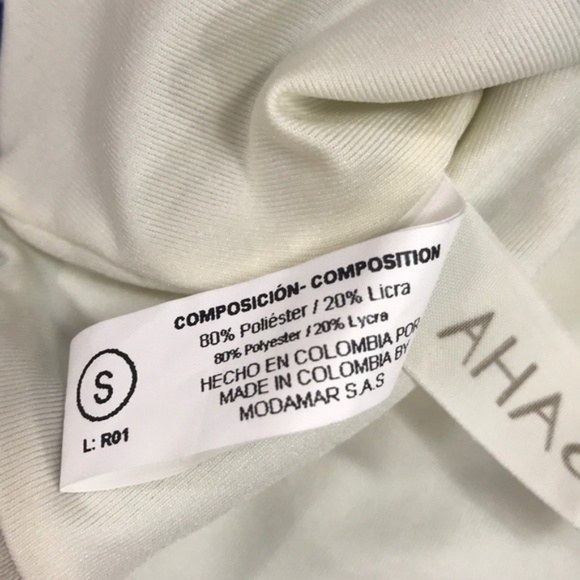 COMPOSICIÓN- COMPOSITION
80% Poliéster / 20% Licra
80% Polyester / 20% Lycra
HECHO EN COLOMBIA POR
MADE IN COLOMBIA BY
MODAMAR S.A.S
S
L: R01